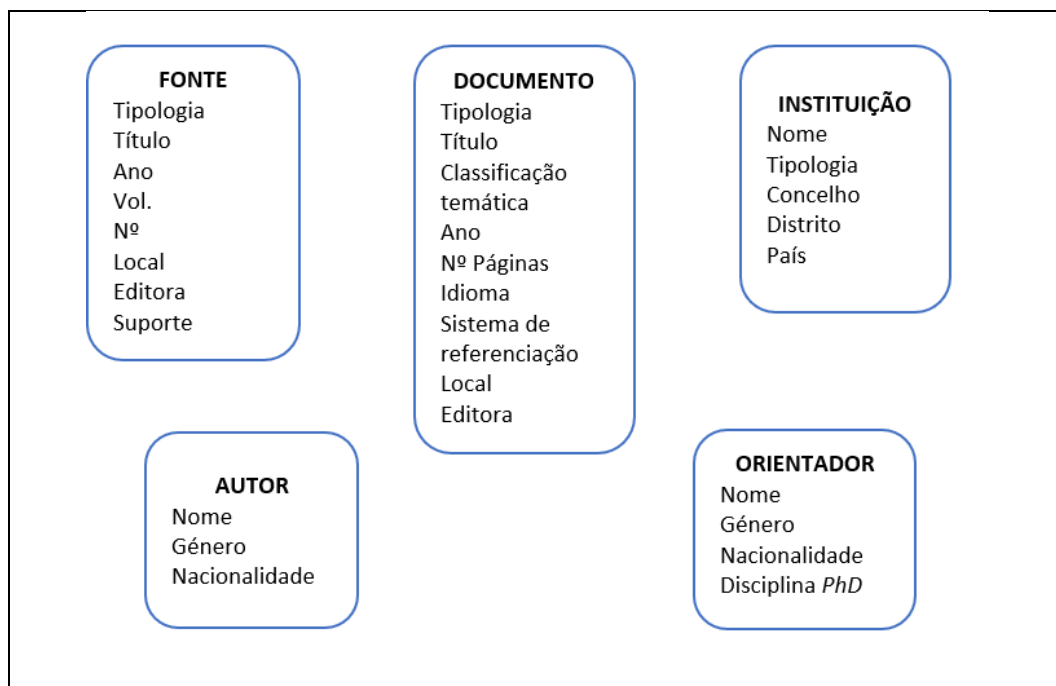 FONTE
Tipologia
Título
Ano
Vol.
Nº
Local
Editora
Suporte
DOCUMENTO
Tipologia
Título
Classificação
temática
Ano
Nº Páginas
Idioma
Sistema de
referenciação
Local
Editora
INSTITUIÇÃO
Nome
Tipologia
Concelho
Distrito
País
AUTOR
Nome
Género
Nacionalidade
ORIENTADOR
Nome
Género
Nacionalidade
Disciplina PhD